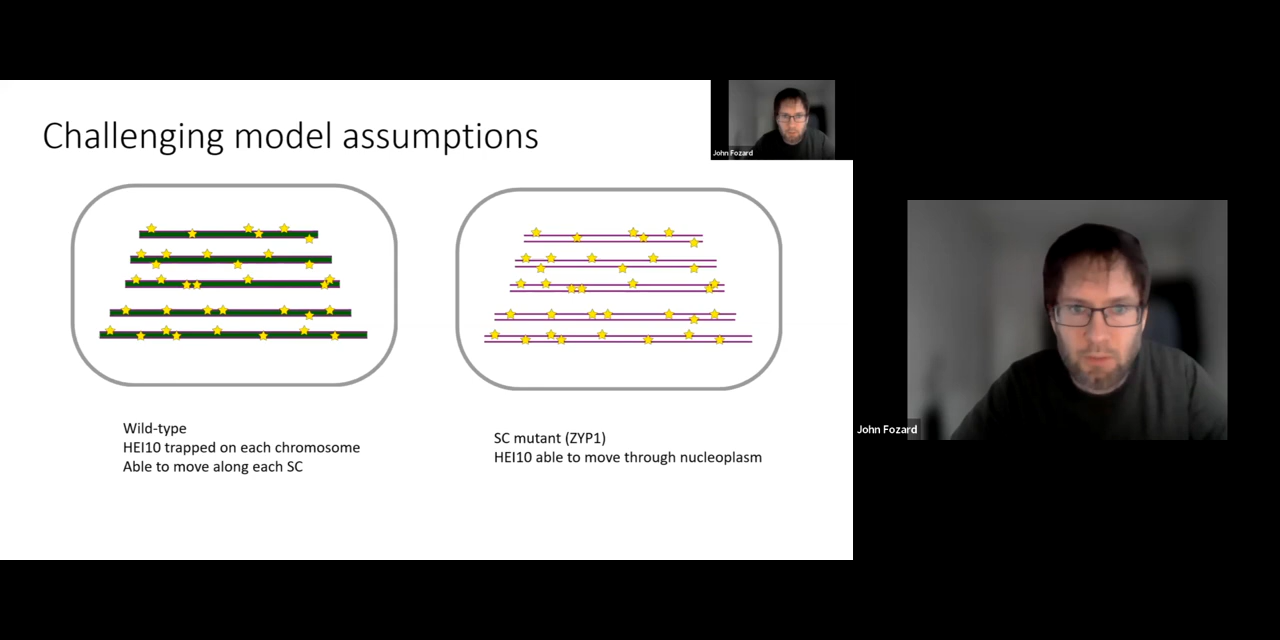 Challenging model assumptions
John Fozard
Wild-type
HEI10 trapped on each chromosome
Able to move along each SC
SC mutant (ZYP1)
HEI10 able to move through nucleoplasm
John Fozard